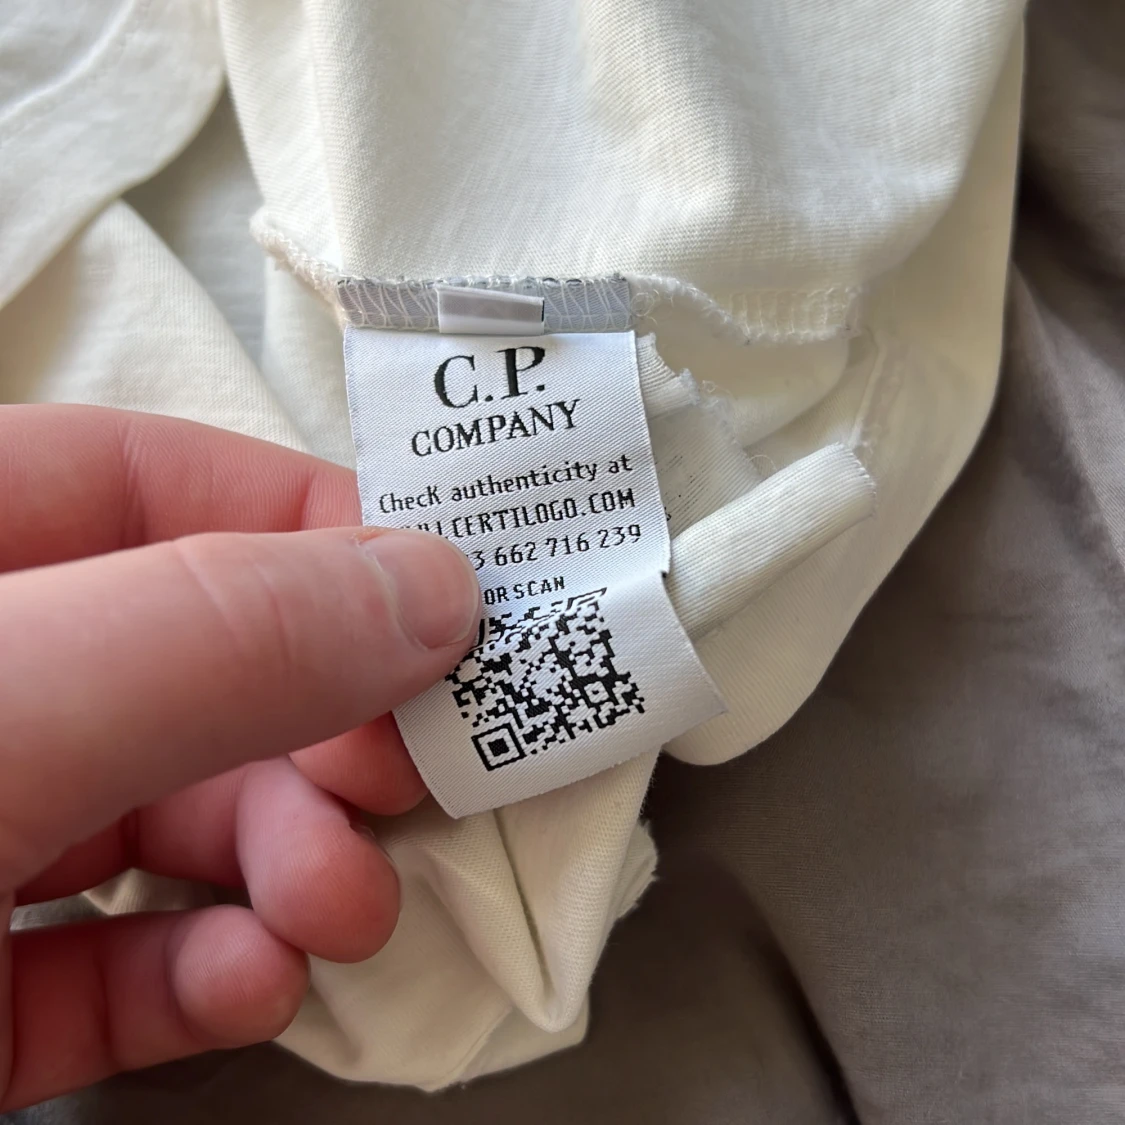 C.P.
COMPANY
Check authenticity at
CERTILOGO.COM
3 662 716 239
OR SCAN